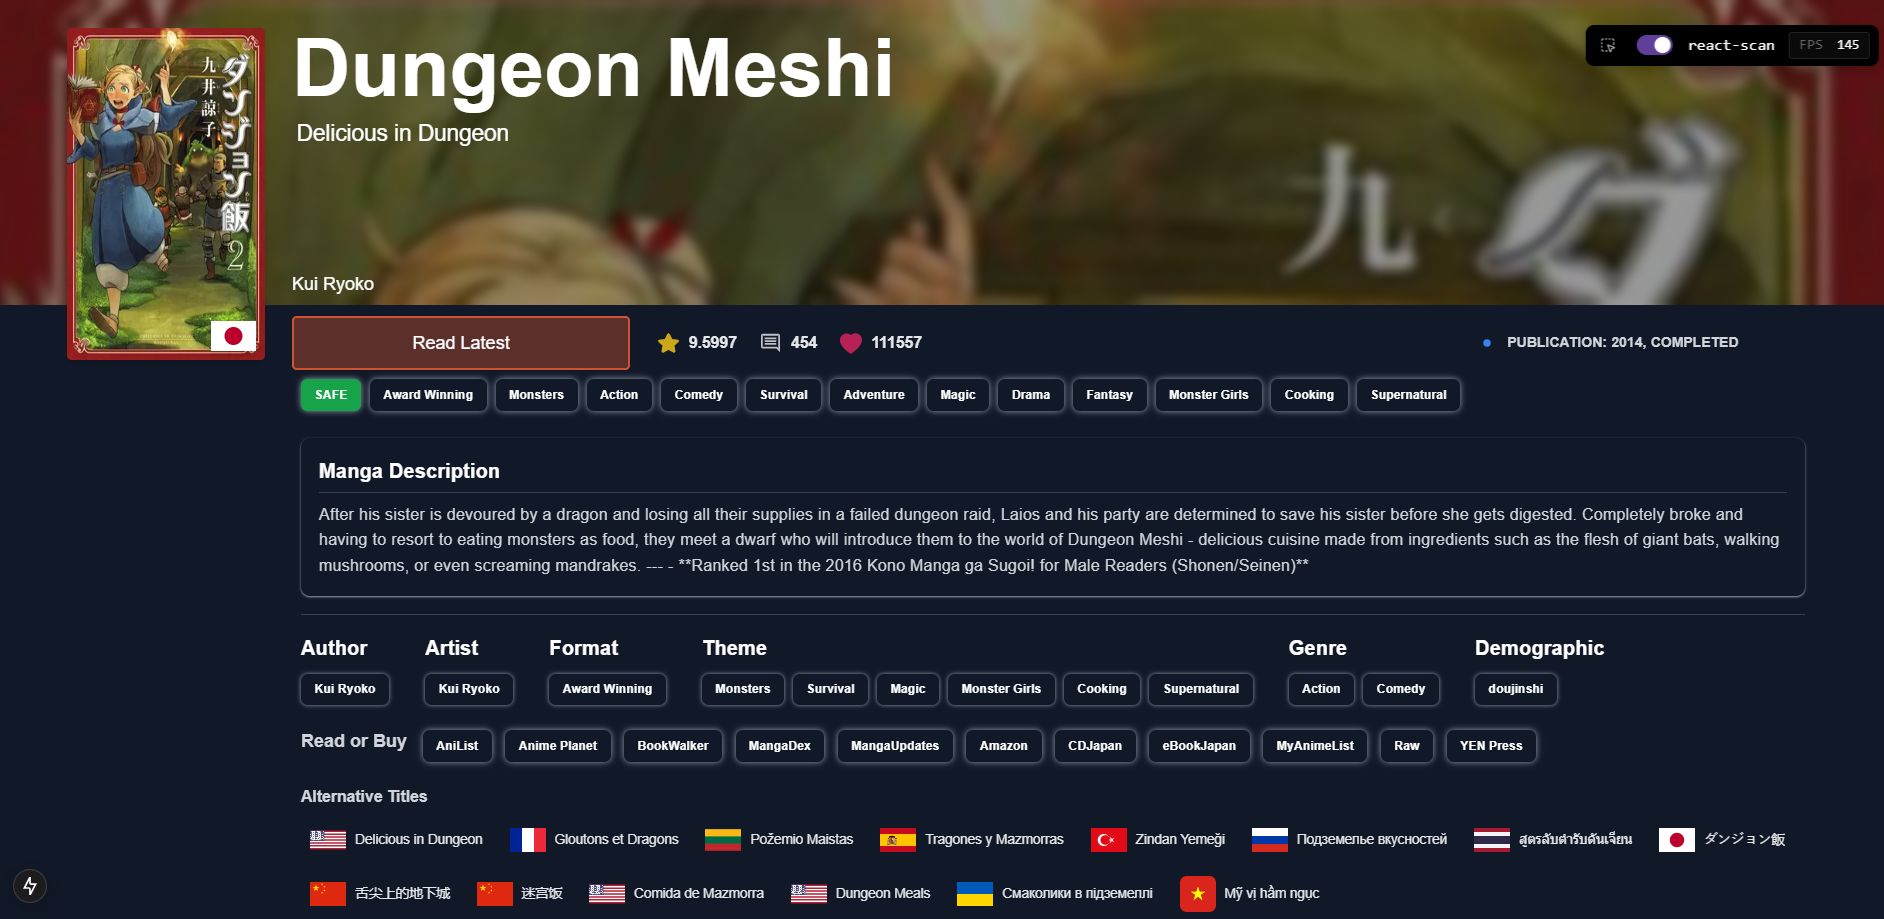 Dungeon Meshi
Delicious in Dungeon
Kui Ryoko
react-scan FPS 145
ダンジョン飯
九井諒子
2
九
ダ
Read Latest
9.5997 454 111557
PUBLICATION: 2014, COMPLETED
SAFE Award Winning Monsters Action Comedy Survival Adventure Magic Drama Fantasy Monster Girls Cooking Supernatural
Manga Description
After his sister is devoured by a dragon and losing all their supplies in a failed dungeon raid, Laios and his party are determined to save his sister before she gets digested. Completely broke and
having to resort to eating monsters as food, they meet a dwarf who will introduce them to the world of Dungeon Meshi - delicious cuisine made from ingredients such as the flesh of giant bats, walking
mushrooms, or even screaming mandrakes. --- - **Ranked 1st in the 2016 Kono Manga ga Sugoi! for Male Readers (Shonen/Seinen)**
Author Artist Format Theme Genre Demographic
Kui Ryoko Kui Ryoko Award Winning Monsters Survival Magic Monster Girls Cooking Supernatural Action Comedy doujinshi
Read or Buy AniList Anime Planet BookWalker MangaDex MangaUpdates Amazon CDJapan eBookJapan MyAnimeList Raw YEN Press
Alternative Titles
Delicious in Dungeon Gloutons et Dragons Požemio Maistas Tragones y Mazmorras Zindan Yemeği Подземелье вкусностей สูตรลับตำรับดันเจียน ダンジョン飯
舌尖上的地下城 迷宫饭 Comida de Mazmorra Dungeon Meals Смаколики в підземеллі Mỹ vị hầm ngục